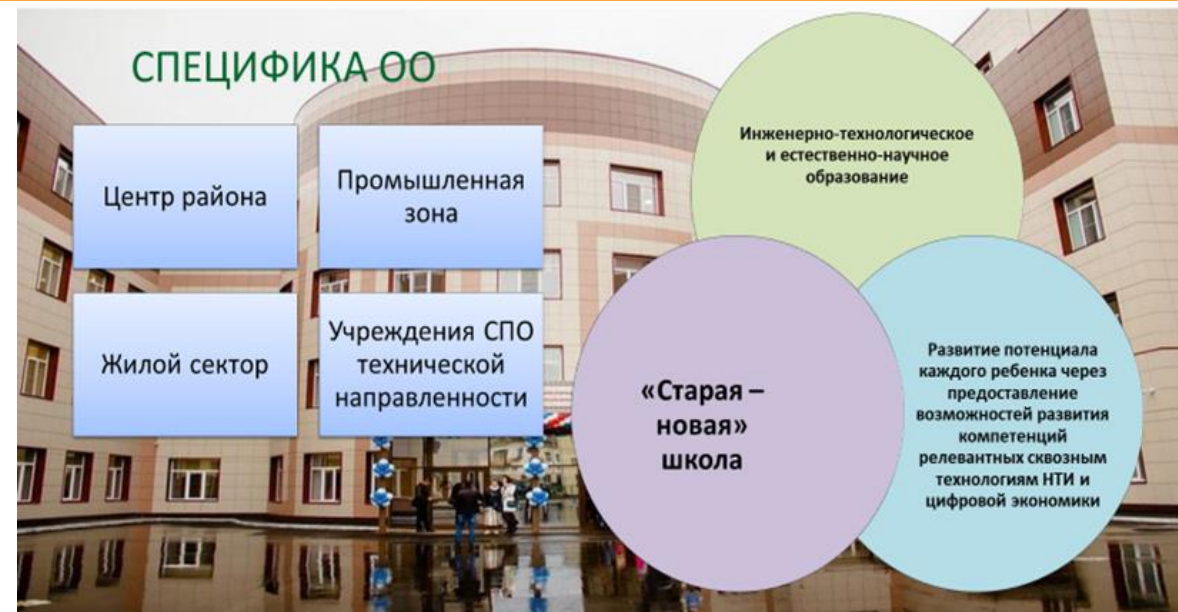 СПЕЦИФИКА ОО
Центр района
Промышленная
зона
Жилой сектор
Учреждения СПО
технической
направленности
Инженерно-технологическое
и естественно-научное
образование
«Старая –
новая»
школа
Развитие потенциала
каждого ребенка через
предоставление
возможностей развития
компетенций
релевантных сквозным
технологиям НТИ и
цифровой экономики